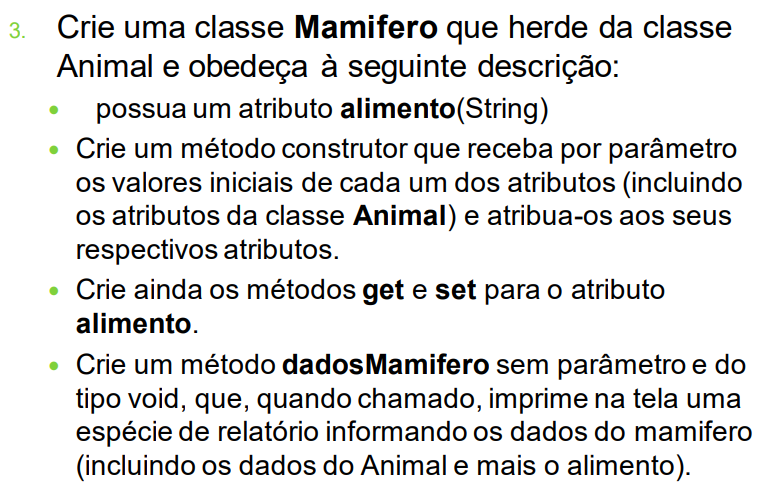 3. Crie uma classe Mamifero que herde da classe
Animal e obedeça à seguinte descrição:
• possua um atributo alimento(String)
• Crie um método construtor que receba por parâmetro
os valores iniciais de cada um dos atributos (incluindo
os atributos da classe Animal) e atribua-os aos seus
respectivos atributos.
• Crie ainda os métodos get e set para o atributo
alimento.
• Crie um método dadosMamifero sem parâmetro e do
tipo void, que, quando chamado, imprime na tela uma
espécie de relatório informando os dados do mamifero
(incluindo os dados do Animal e mais o alimento).